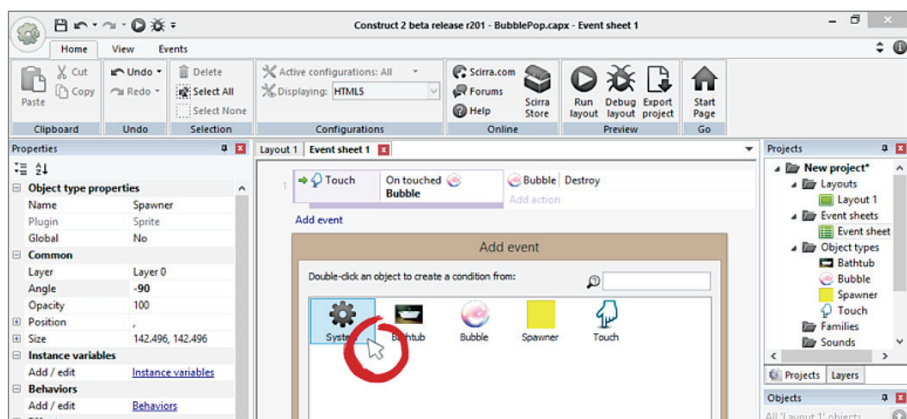 Construct 2 beta release r201 - BubblePop.capx - Event sheet 1
Home View Events
Paste
Cut
Copy
Clipboard
Undo
Redo
Undo
Delete
Select All
Select None
Selection
Active configurations: All
Displaying: HTML5
Configurations
Scirra.com
Forums
Help
Scirra
Store
Online
Run
layout
Debug
layout
Export
project
Preview
Start
Page
Go
Properties
Object type properties
Name Spawner
Plugin Sprite
Global No
Common
Layer Layer 0
Angle -90
Opacity 100
Position ,
Size 142.496, 142.496
Instance variables
Add / edit Instance variables
Behaviors
Add / edit Behaviors
Layout 1 Event sheet 1
1 Touch On touched Bubble Destroy
Bubble Add action
Add event
Add event
Double-click an object to create a condition from:
System Bathtub Bubble Spawner Touch
Projects
New project*
Layouts
Layout 1
Event sheets
Event sheet
Object types
Bathtub
Bubble
Spawner
Touch
Families
Sounds
Projects Layers
Objects
All 'Layout 1' objects